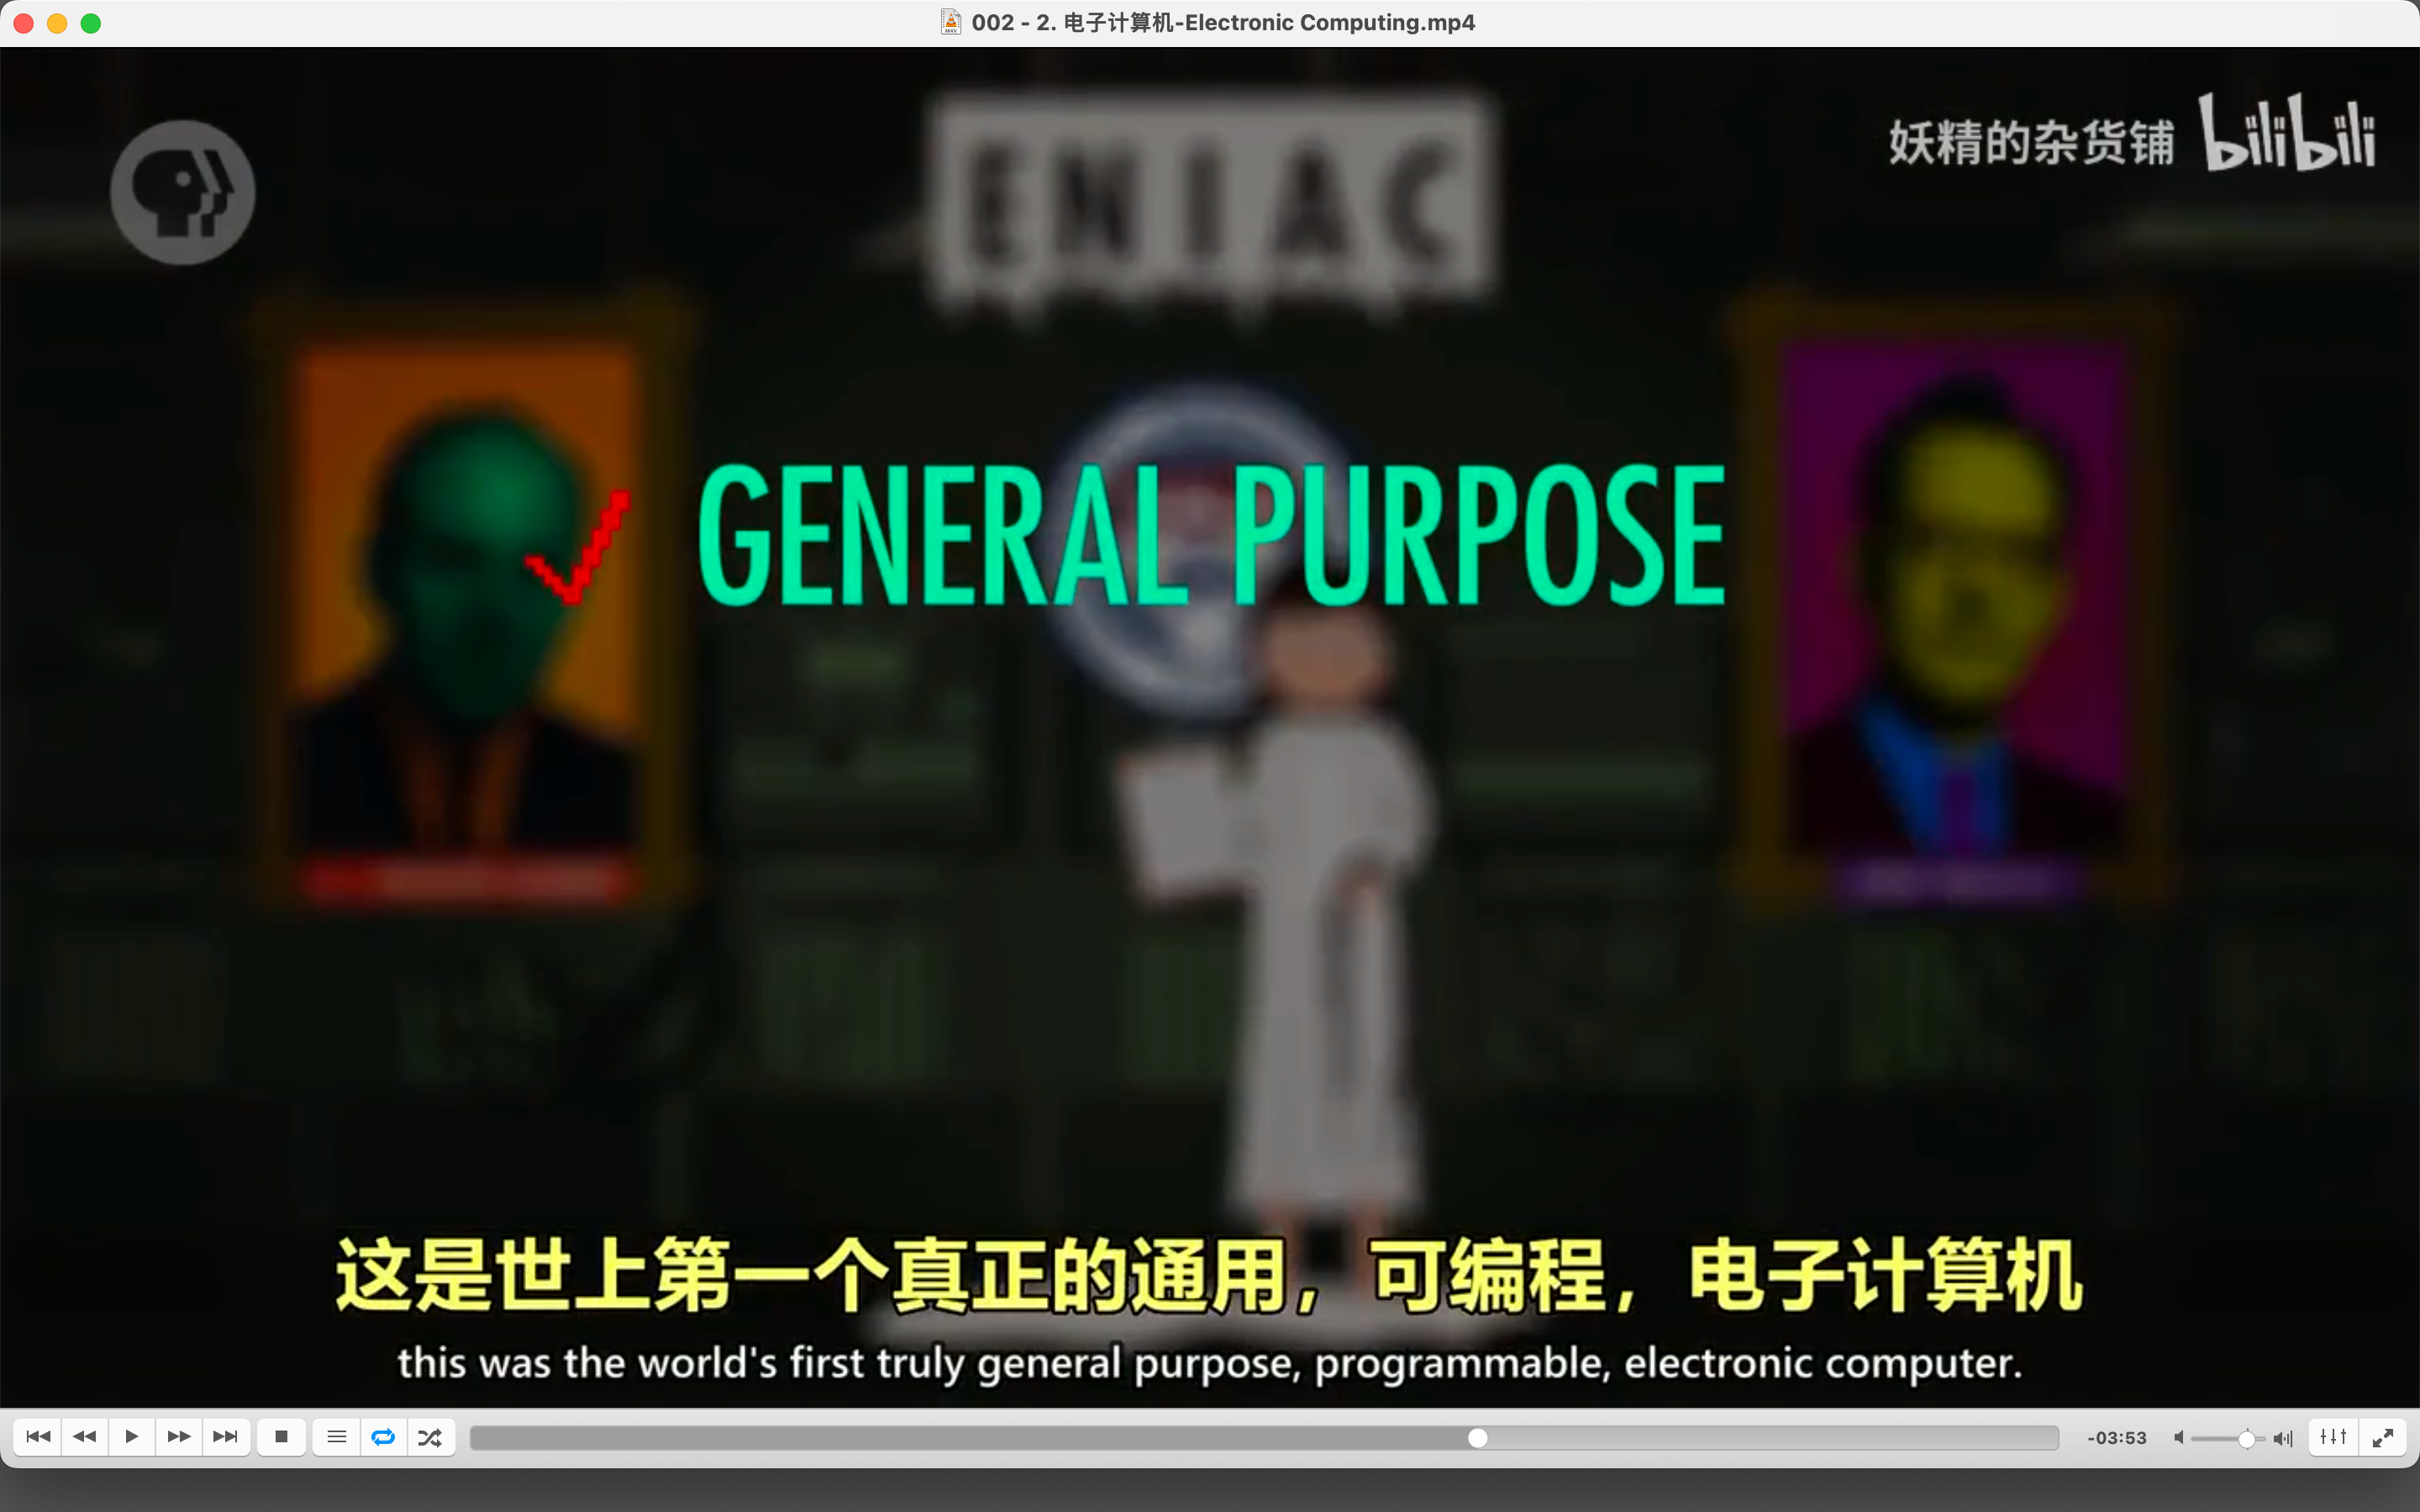 002 - 2. 电子计算机-Electronic Computing.mp4
妖精的杂货铺 bilibili
ENIAC
GENERAL PURPOSE
这是世上第一个真正的通用，可编程，电子计算机
this was the world's first truly general purpose, programmable, electronic computer.
-03:53